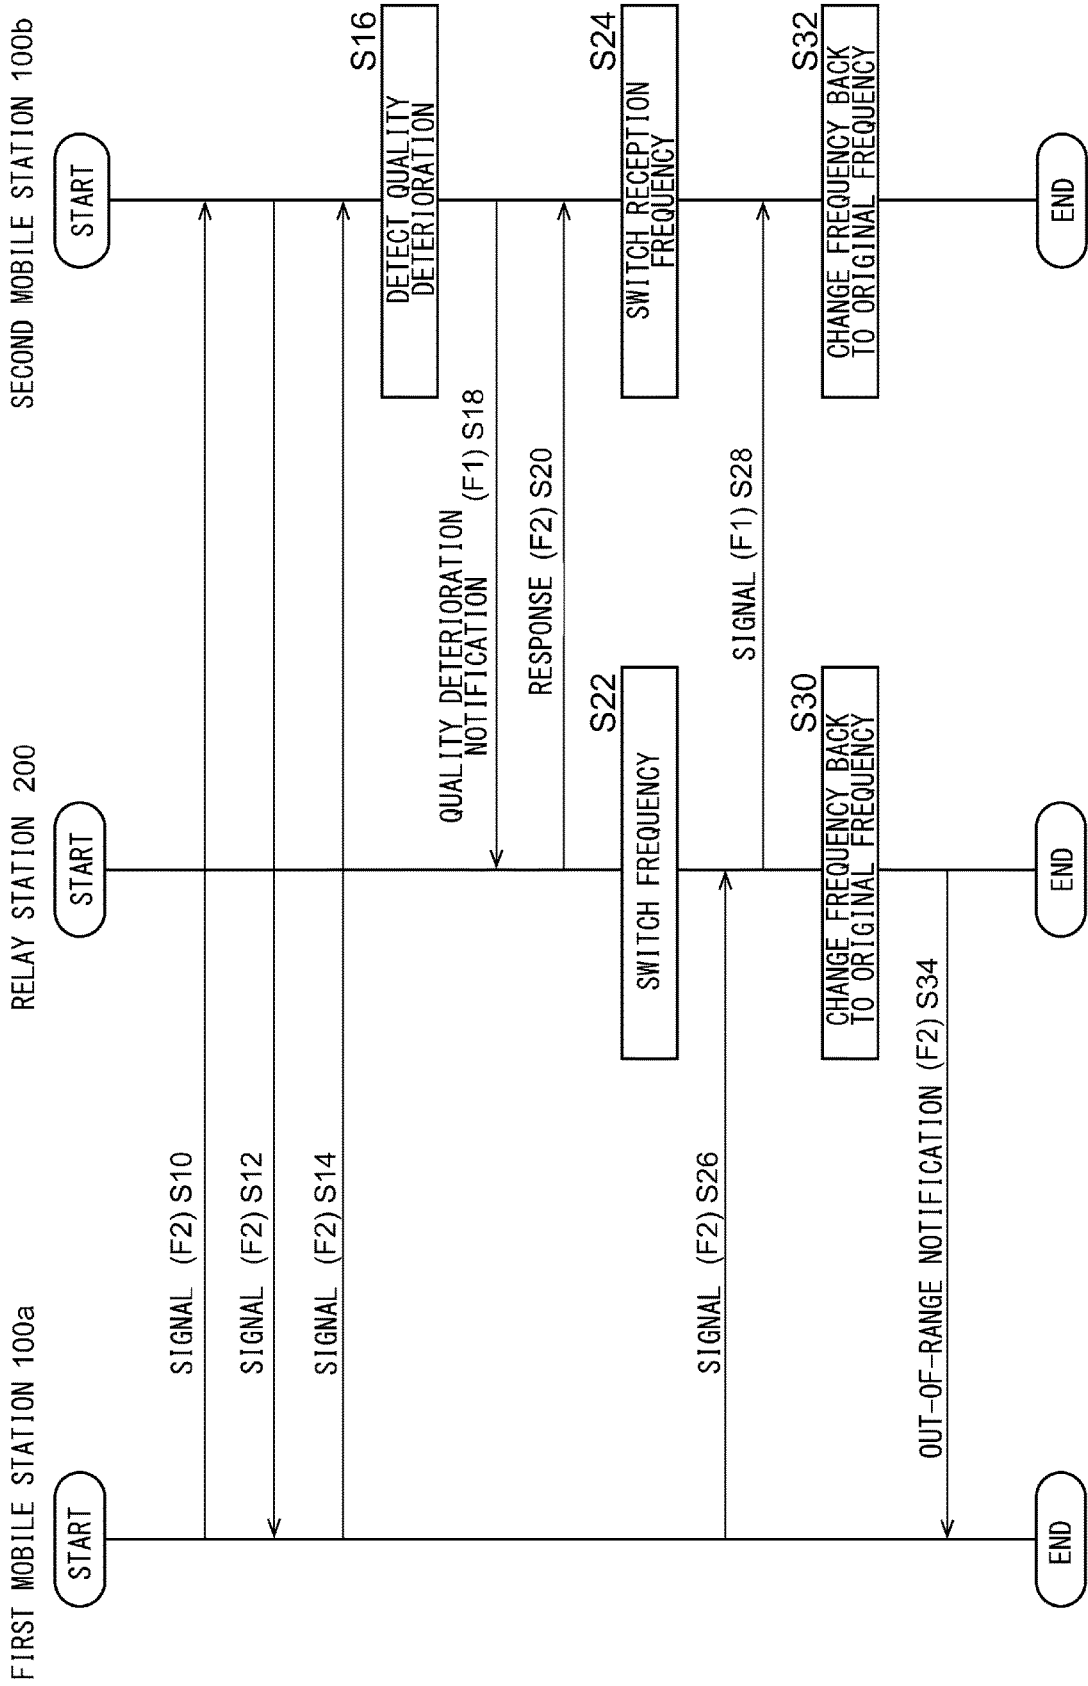 FIRST MOBILE STATION 100a
RELAY STATION 200
SECOND MOBILE STATION 100b
START
START
START
SIGNAL (F2) S10
SIGNAL (F2) S12
SIGNAL (F2) S14
S16
DETECT QUALITY
DETERIORATION
QUALITY DETERIORATION
NOTIFICATION
(F1) S18
RESPONSE (F2) S20
S22
SWITCH FREQUENCY
S24
SWITCH RECEPTION
FREQUENCY
SIGNAL (F2) S26
SIGNAL (F1) S28
S30
CHANGE FREQUENCY BACK
TO ORIGINAL FREQUENCY
S32
CHANGE FREQUENCY BACK
TO ORIGINAL FREQUENCY
OUT-OF-RANGE NOTIFICATION (F2) S34
END
END
END